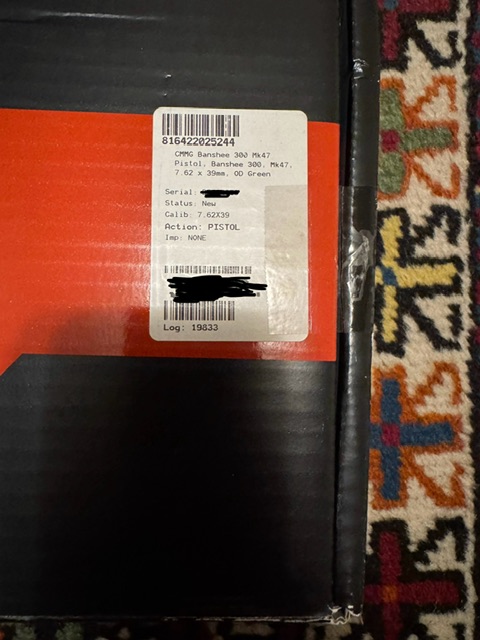 816422025244
CMMG Banshee 300 Mk47
Pistol, Banshee 300, Mk47,
7.62 x 39mm, OD Green
Serial:
Status: New
Calib: 7.62X39
Action: PISTOL
Imp: NONE
Log: 19833